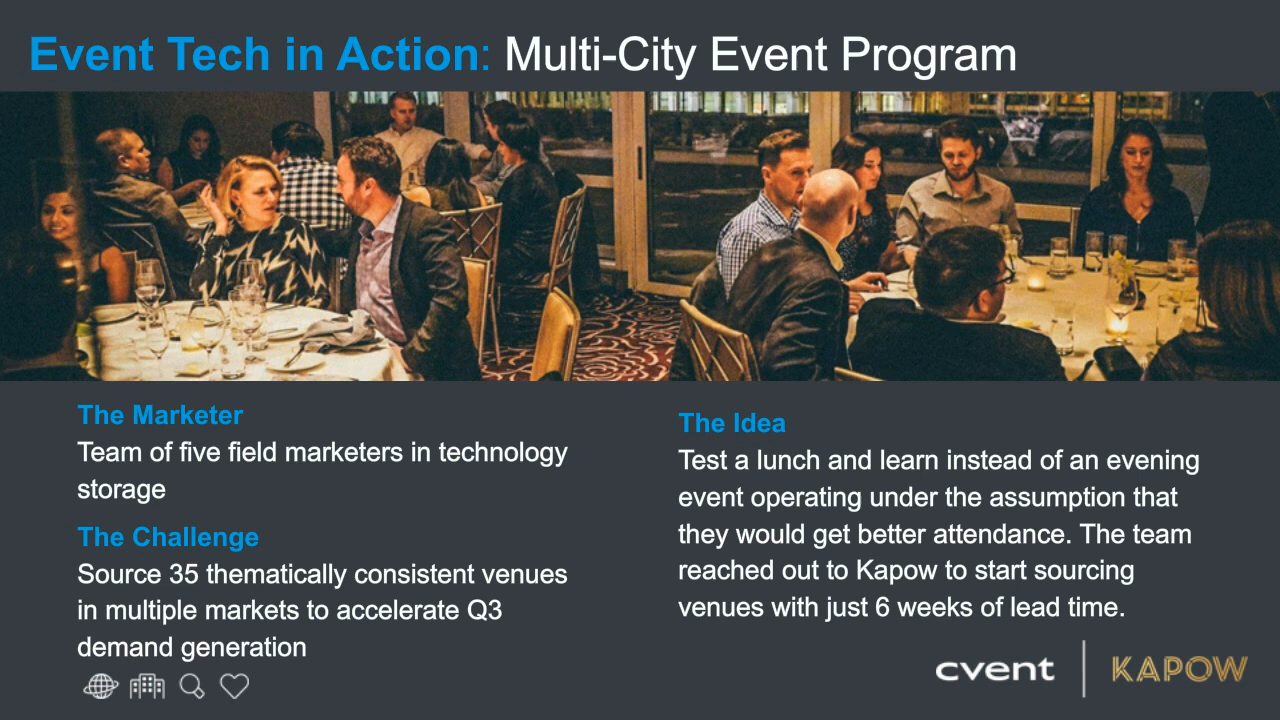 Event Tech in Action: Multi-City Event Program
The Marketer
Team of five field marketers in technology
storage
The Challenge
Source 35 thematically consistent venues
in multiple markets to accelerate Q3
demand generation
The Idea
Test a lunch and learn instead of an evening
event operating under the assumption that
they would get better attendance. The team
reached out to Kapow to start sourcing
venues with just 6 weeks of lead time.
cvent | KAPOW